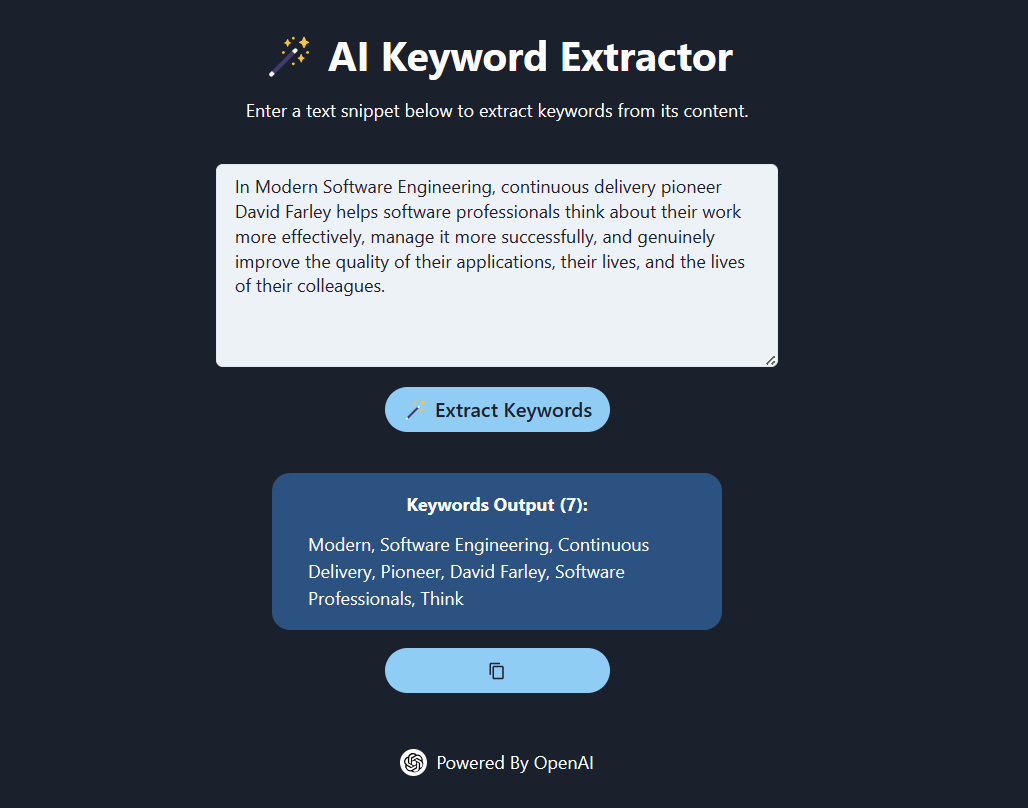 AI Keyword Extractor
Enter a text snippet below to extract keywords from its content.
In Modern Software Engineering, continuous delivery pioneer
David Farley helps software professionals think about their work
more effectively, manage it more successfully, and genuinely
improve the quality of their applications, their lives, and the lives
of their colleagues.
Extract Keywords
Keywords Output (7):
Modern, Software Engineering, Continuous
Delivery, Pioneer, David Farley, Software
Professionals, Think
Powered By OpenAI